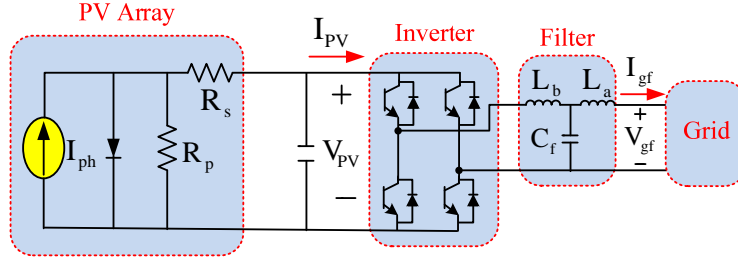 PV Array
I_PV
Inverter
Filter
R_s
L_b
L_a
I_gf
+
+
I_ph
R_p
V_PV
C_f
V_gf
Grid
−
−